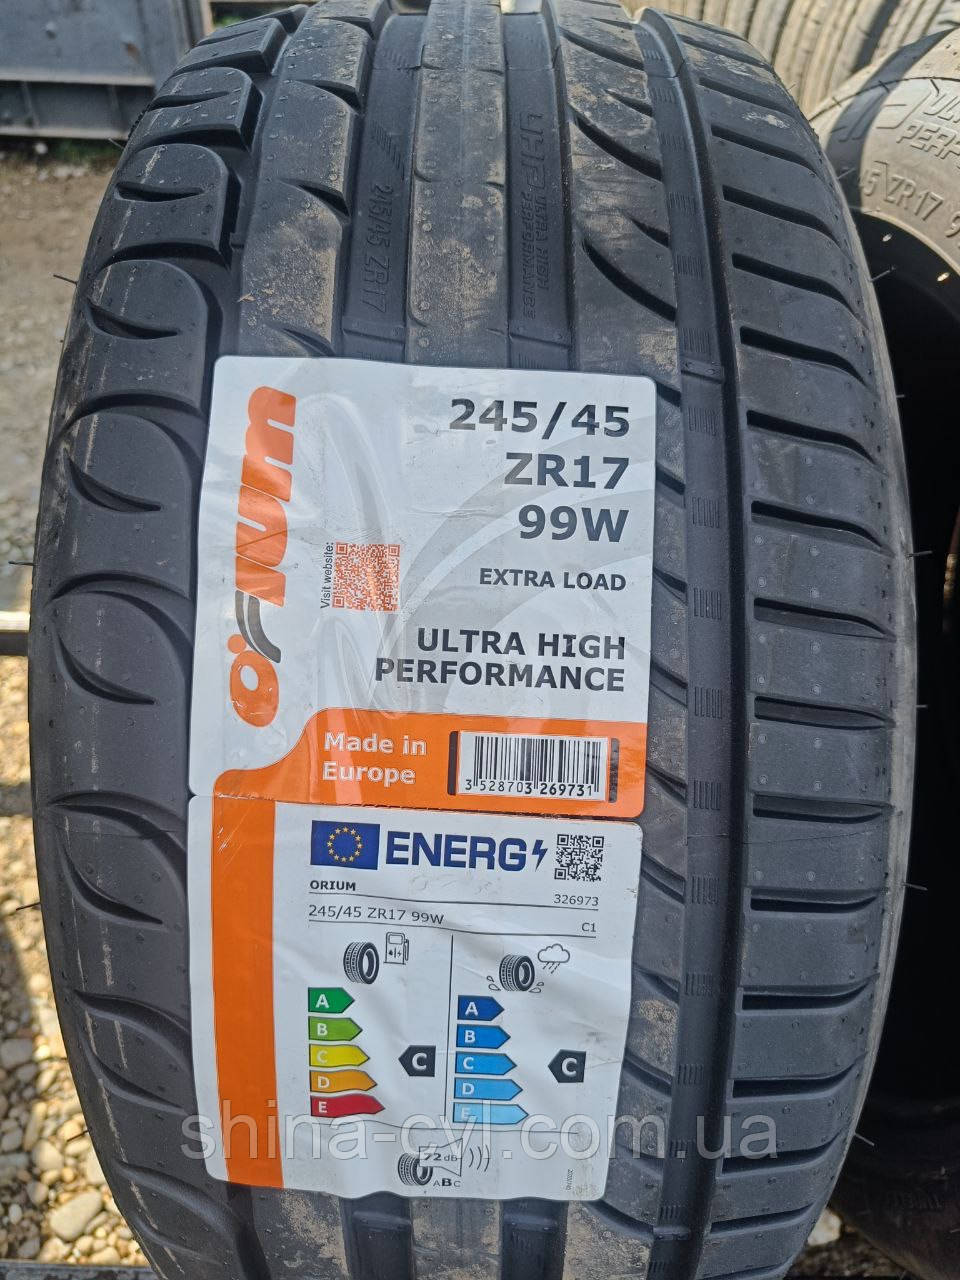 UHP ULTRA HIGH
PERFORMANCE
245/45 ZR17
ZR17
ORIUM
245/45
ZR17
99W
EXTRA LOAD
Visit website:
ULTRA HIGH
PERFORMANCE
Made in
Europe
3 528703 269731
ENERG
ORIUM
326973
245/45 ZR17 99W
C1
A
B
C
D
E
C
A
B
C
D
E
C
72 dB
ABC
shina-cvl.com.ua